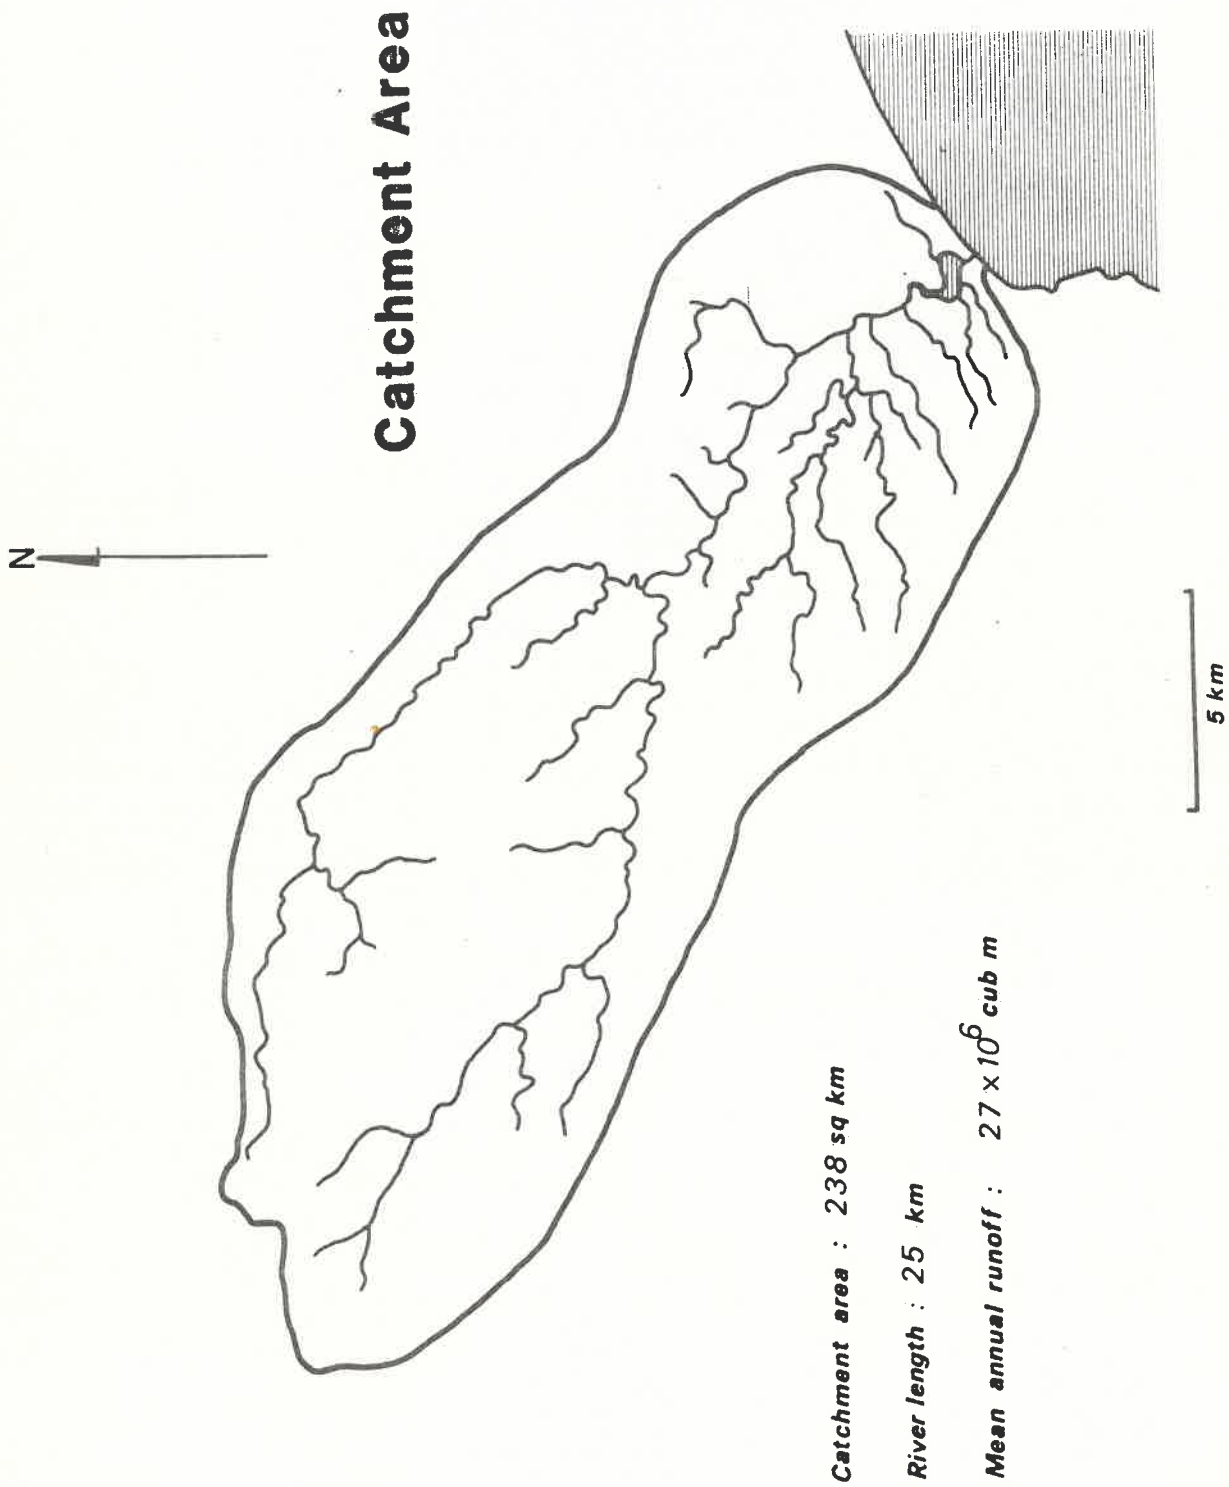 Catchment Area
N
Catchment area : 238 sq km
River length : 25 km
Mean annual runoff : 27 x 10⁶ cub m
5 km